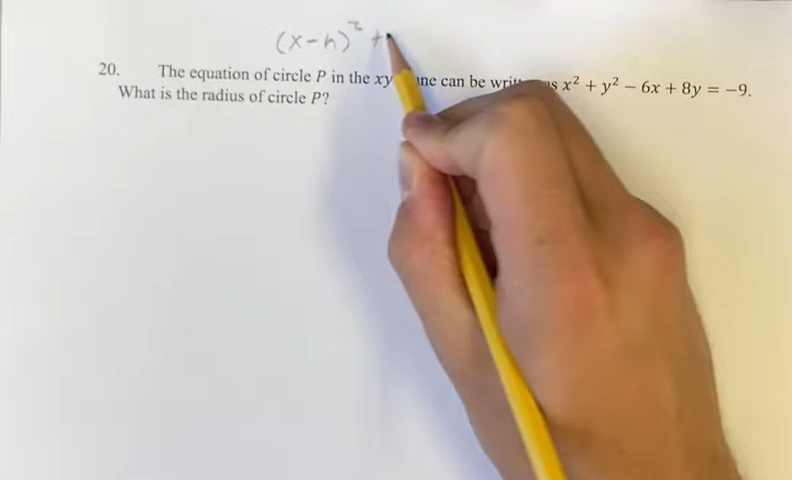 (x-h)² +
20. The equation of circle P in the xy ne can be writ s x² + y² − 6x + 8y = −9.
What is the radius of circle P?